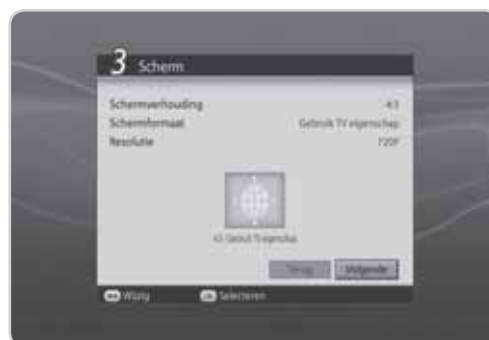 3 Scherm
Schermverhouding 4:3
Schermformaat Gebruik TV eigenschap
Resolutie 720P
4:3 Gebruik TV eigenschap
Terug Volgende
Wijzig Selecteren